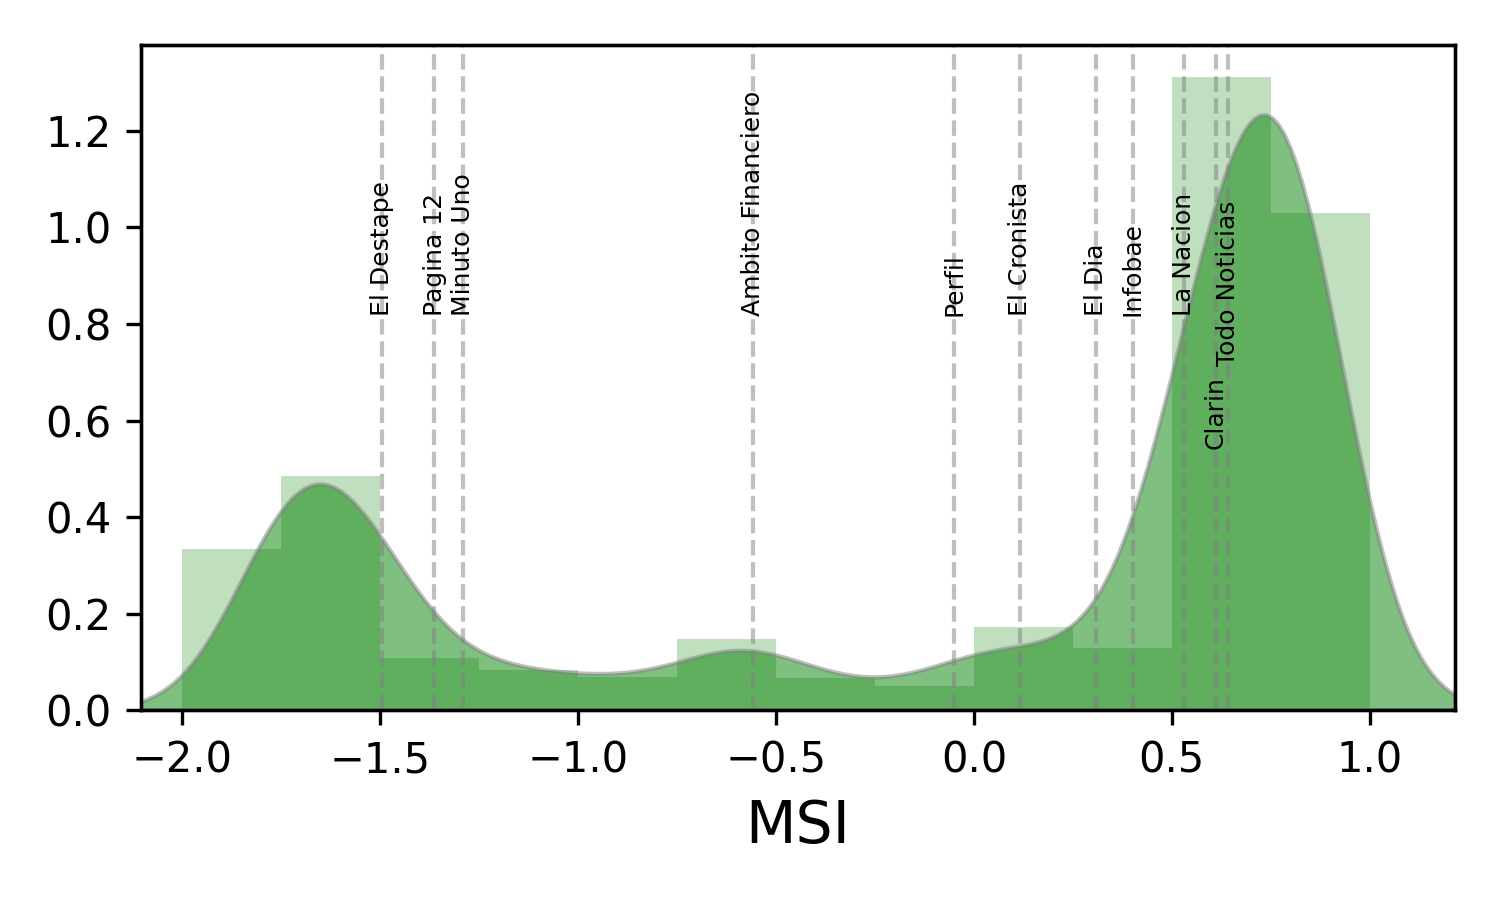 1.2
1.0
0.8
0.6
0.4
0.2
0.0
El Destape
Pagina 12
Minuto Uno
Ambito Financiero
Perfil
El Cronista
El Dia
Infobae
La Nacion
Clarin
Todo Noticias
−2.0
−1.5
−1.0
−0.5
0.0
0.5
1.0
MSI